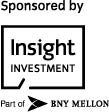 Sponsored by
Insight
INVESTMENT
Part of BNY MELLON